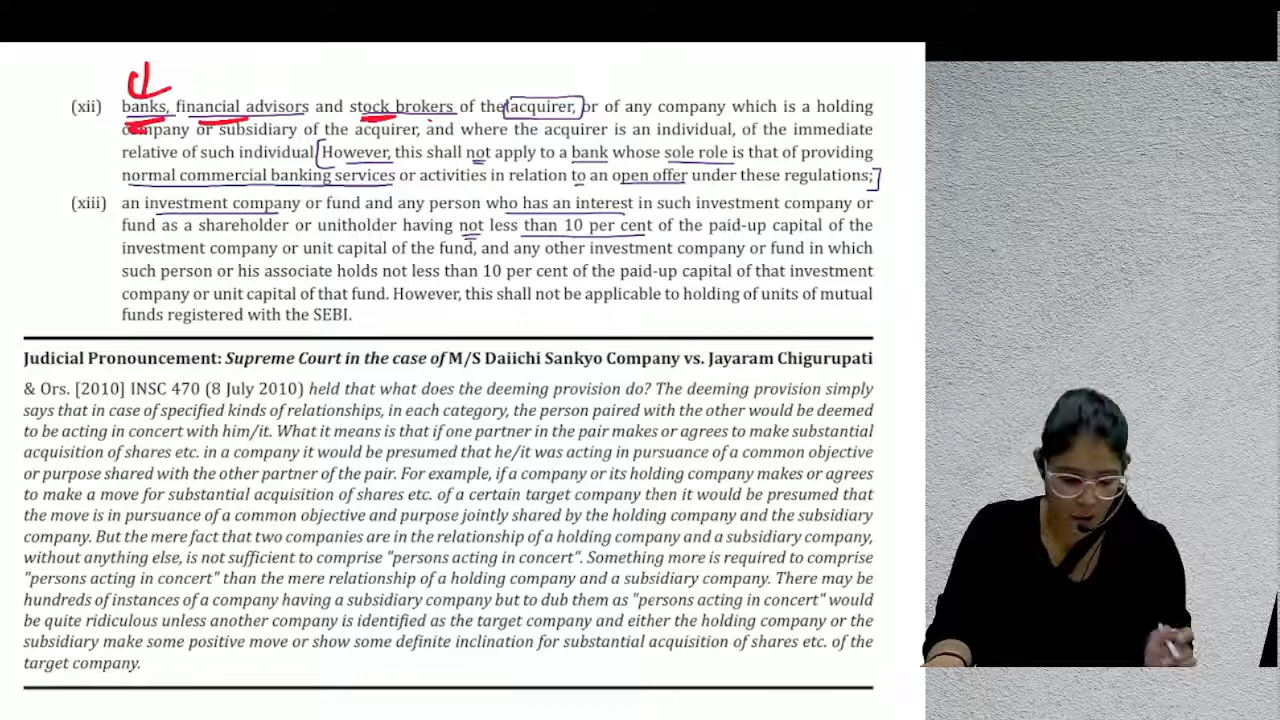 (xii) banks, financial advisors and stock brokers of the acquirer, or of any company which is a holding
company or subsidiary of the acquirer, and where the acquirer is an individual, of the immediate
relative of such individual. However, this shall not apply to a bank whose sole role is that of providing
normal commercial banking services or activities in relation to an open offer under these regulations;
(xiii) an investment company or fund and any person who has an interest in such investment company or
fund as a shareholder or unitholder having not less than 10 per cent of the paid-up capital of the
investment company or unit capital of the fund, and any other investment company or fund in which
such person or his associate holds not less than 10 per cent of the paid-up capital of that investment
company or unit capital of that fund. However, this shall not be applicable to holding of units of mutual
funds registered with the SEBI.
Judicial Pronouncement: Supreme Court in the case of M/S Daiichi Sankyo Company vs. Jayaram Chigurupati
& Ors. [2010] INSC 470 (8 July 2010) held that what does the deeming provision do? The deeming provision simply
says that in case of specified kinds of relationships, in each category, the person paired with the other would be deemed
to be acting in concert with him/it. What it means is that if one partner in the pair makes or agrees to make substantial
acquisition of shares etc. in a company it would be presumed that he/it was acting in pursuance of a common objective
or purpose shared with the other partner of the pair. For example, if a company or its holding company makes or agrees
to make a move for substantial acquisition of shares etc. of a certain target company then it would be presumed that
the move is in pursuance of a common objective and purpose jointly shared by the holding company and the subsidiary
company. But the mere fact that two companies are in the relationship of a holding company and a subsidiary company,
without anything else, is not sufficient to comprise "persons acting in concert". Something more is required to comprise
"persons acting in concert" than the mere relationship of a holding company and a subsidiary company. There may be
hundreds of instances of a company having a subsidiary company but to dub them as "persons acting in concert" would
be quite ridiculous unless another company is identified as the target company and either the holding company or the
subsidiary make some positive move or show some definite inclination for substantial acquisition of shares etc. of the
target company.